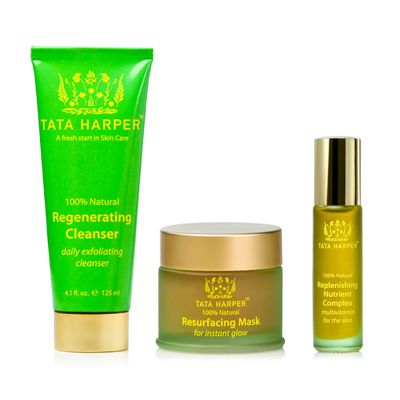 TATA HARPER™
A fresh start in Skin Care
100% Natural
Regenerating
Cleanser
daily exfoliating
cleanser
4.1 fl. oz. ℮ 125 ml
TATA HARPER™
100% Natural
Resurfacing Mask
for instant glow
TATA HARPER
100% Natural
Replenishing
Nutrient
Complex
multivitamin
for the skin